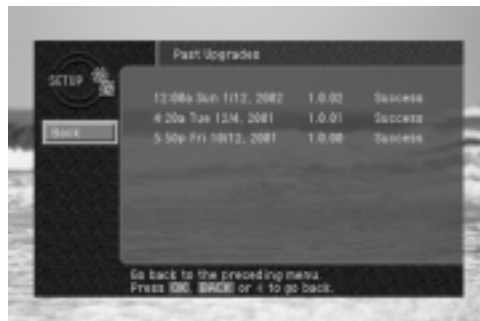 Past Upgrades
SETUP
12:00a Sun 1/12, 2002 1.0.02 Success
4:20a Tue 12/4, 2001 1.0.01 Success
5:50p Fri 10/12, 2001 1.0.00 Success
Back
Go back to the preceding menu.
Press OK, BACK or ‹ to go back.